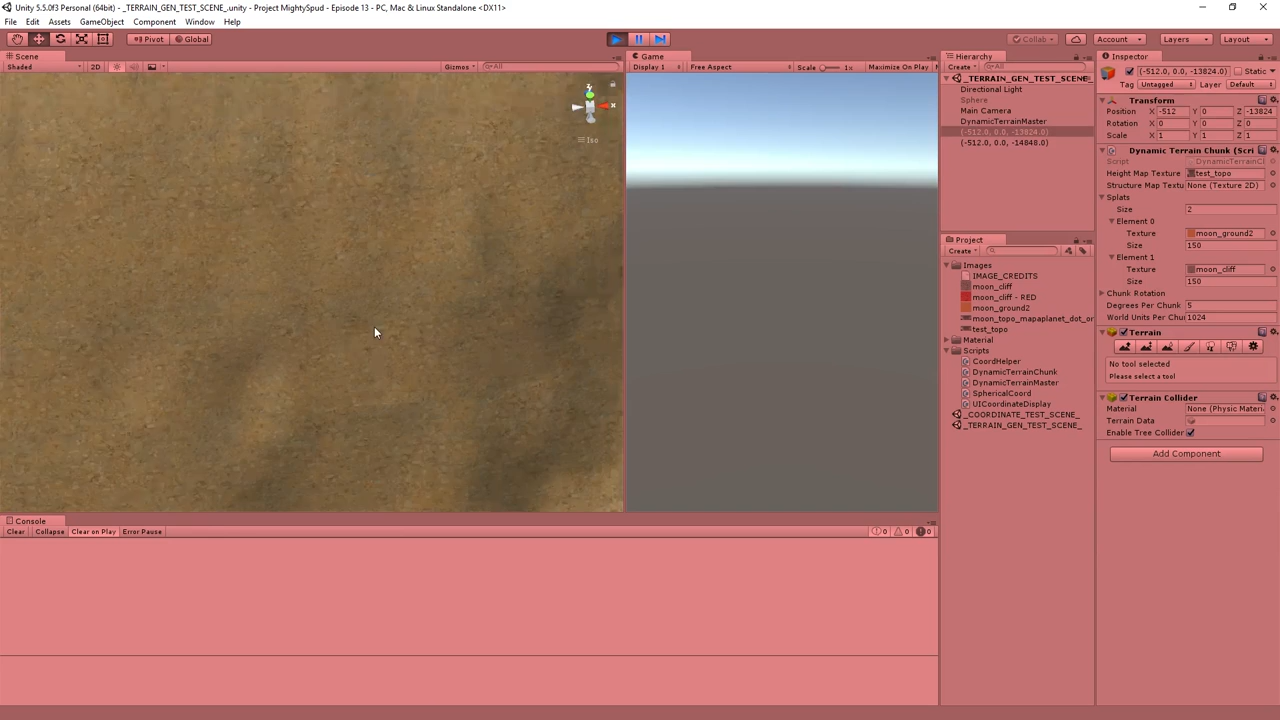 Unity 5.5.0f3 Personal (64bit) - _TERRAIN_GEN_TEST_SCENE_.unity - Project MightySpud - Episode 13 - PC, Mac & Linux Standalone <DX11>
File Edit Assets GameObject Component Window Help
Pivot Global Collab Account Layers Layout
Scene
Shaded 2D Gizmos All
Iso
Game
Display 1 Free Aspect Scale 1x Maximize On Play
Hierarchy
Create All
_TERRAIN_GEN_TEST_SCENE_
Directional Light
Sphere
Main Camera
DynamicTerrainMaster
(-512.0, 0.0, -13824.0)
(-512.0, 0.0, -14848.0)
Project
Create
Images
IMAGE_CREDITS
moon_cliff
moon_cliff - RED
moon_ground2
moon_topo_mapaplanet_dot_or
test_topo
Material
Scripts
CoordHelper
DynamicTerrainChunk
DynamicTerrainMaster
SphericalCoord
UICoordinateDisplay
_COORDINATE_TEST_SCENE_
_TERRAIN_GEN_TEST_SCENE_
Inspector
(-512.0, 0.0, -13824.0) Static
Tag Untagged Layer Default
Transform
Position X -512 Y 0 Z -13824
Rotation X 0 Y 0 Z 0
Scale X 1 Y 1 Z 1
Dynamic Terrain Chunk (Scri
Script DynamicTerrainCl
Height Map Texture test_topo
Structure Map Textu None (Texture 2D)
Splats
Size 2
Element 0
Texture moon_ground2
Size 150
Element 1
Texture moon_cliff
Size 150
Chunk Rotation
Degrees Per Chunk 5
World Units Per Chu 1024
Terrain
No tool selected
Please select a tool
Terrain Collider
Material None (Physic Materi
Terrain Data
Enable Tree Collider
Add Component
Console
Clear Collapse Clear on Play Error Pause 0 0 0